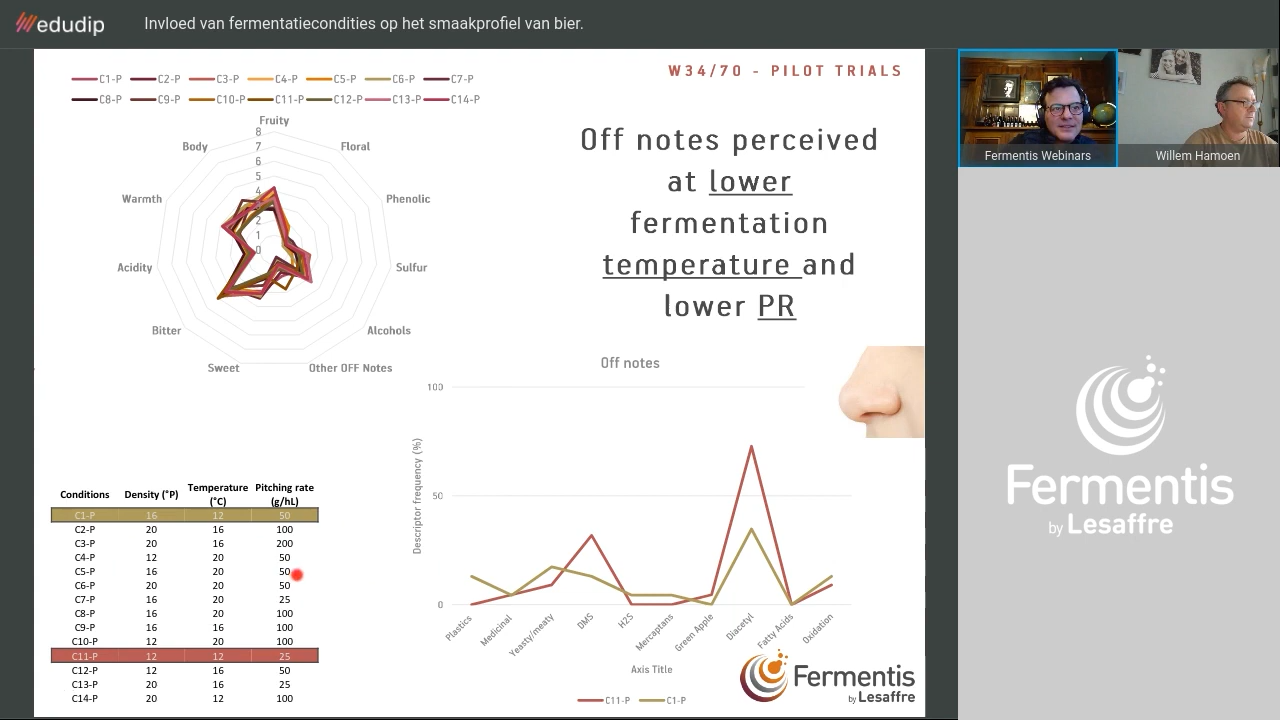 edudip
Invloed van fermentatiecondities op het smaakprofiel van bier.
C1-P C2-P C3-P C4-P C5-P C6-P C7-P
C8-P C9-P C10-P C11-P C12-P C13-P C14-P
W34/70 - PILOT TRIALS
Fruity
Floral
Phenolic
Sulfur
Alcohols
Other OFF Notes
Sweet
Bitter
Acidity
Warmth
Body
8
7
6
5
4
2
1
0
Off notes perceived
at lower
fermentation
temperature and
lower PR
Off notes
100
50
0
Descriptor frequency (%)
Plastics
Medicinal
Yeasty/meaty
DMS
H2S
Mercaptans
Green Apple
Diacetyl
Fatty Acids
Oxidation
Axis Title
C11-P C1-P
Conditions Density (°P) Temperature (°C) Pitching rate (g/hL)
C1-P 16 12 50
C2-P 20 16 100
C3-P 20 16 200
C4-P 12 20 50
C5-P 16 20 50
C6-P 20 20 50
C7-P 16 20 25
C8-P 16 20 100
C9-P 16 16 100
C10-P 12 20 100
C11-P 12 12 25
C12-P 12 16 50
C13-P 20 16 25
C14-P 20 12 100
Fermentis
by Lesaffre
Fermentis Webinars
Willem Hamoen
Fermentis
by Lesaffre